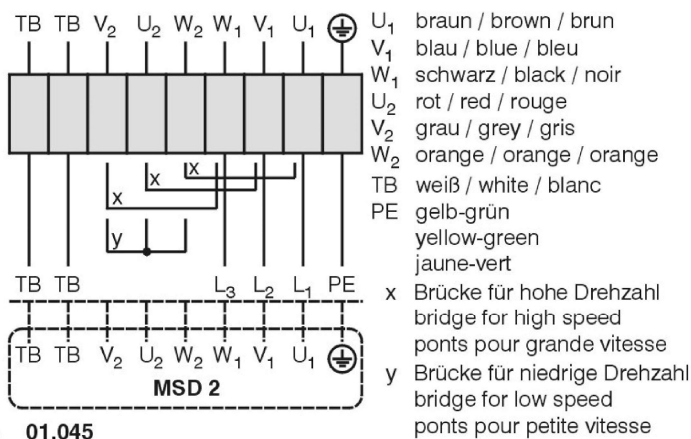 TB TB V₂ U₂ W₂ W₁ V₁ U₁
x
x
x
y
TB TB L₃ L₂ L₁ PE
TB TB V₂ U₂ W₂ W₁ V₁ U₁
MSD 2
01.045
U₁ braun / brown / brun
V₁ blau / blue / bleu
W₁ schwarz / black / noir
U₂ rot / red / rouge
V₂ grau / grey / gris
W₂ orange / orange / orange
TB weiß / white / blanc
PE gelb-grün
yellow-green
jaune-vert
x Brücke für hohe Drehzahl
bridge for high speed
ponts pour grande vitesse
y Brücke für niedrige Drehzahl
bridge for low speed
ponts pour petite vitesse